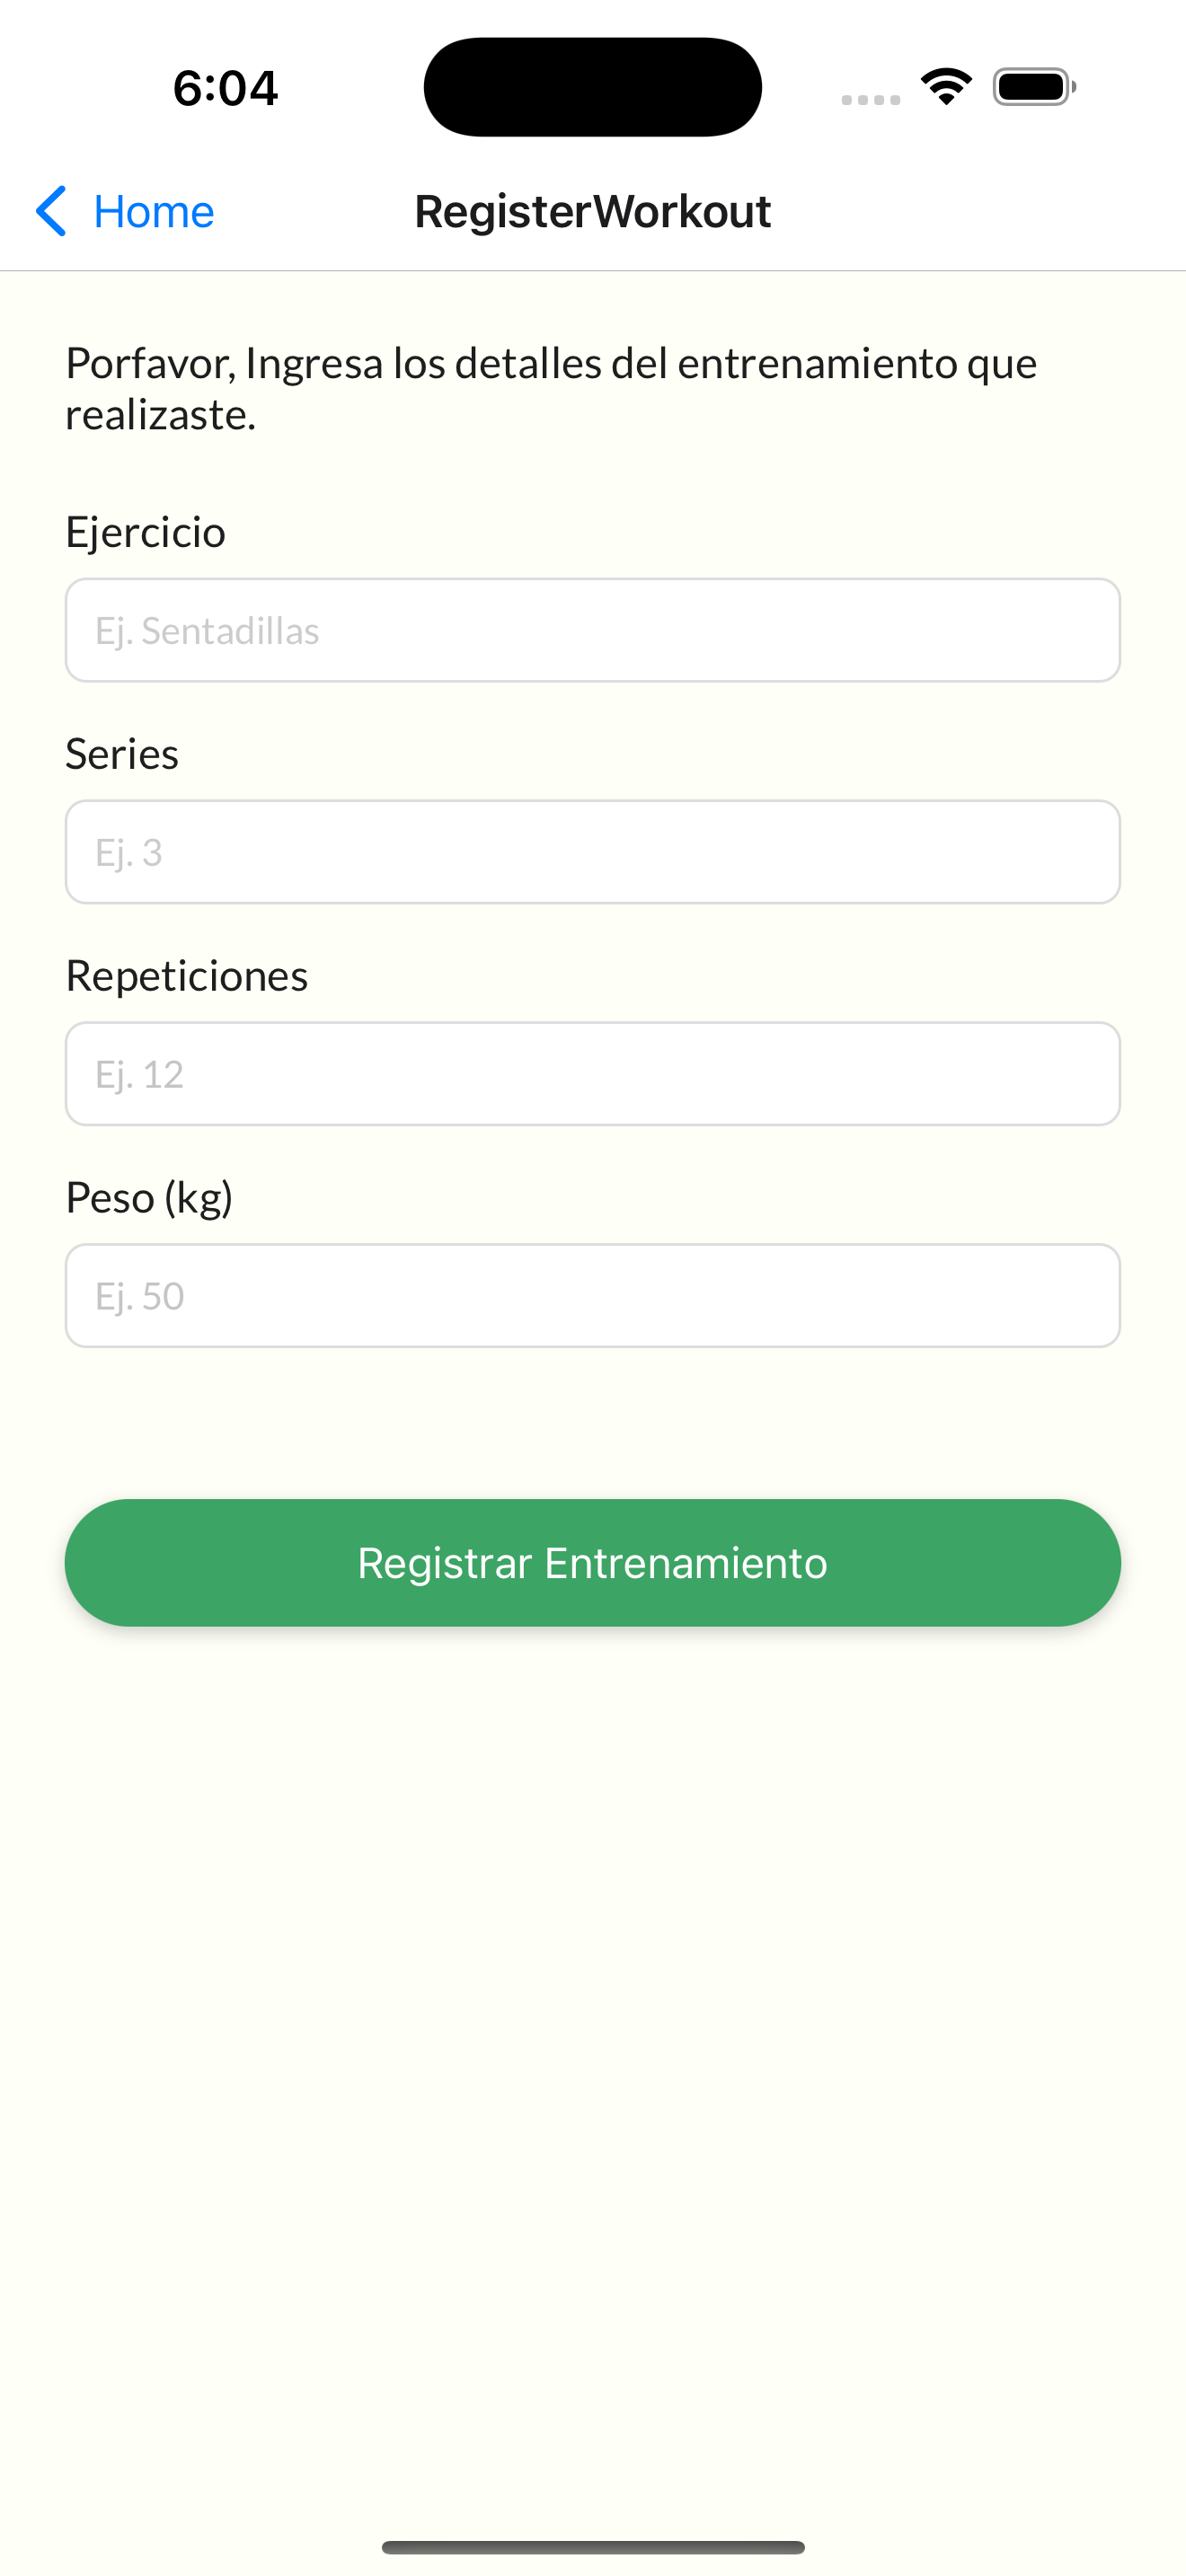 6:04
Home
RegisterWorkout
Porfavor, Ingresa los detalles del entrenamiento que
realizaste.
Ejercicio
Ej. Sentadillas
Series
Ej. 3
Repeticiones
Ej. 12
Peso (kg)
Ej. 50
Registrar Entrenamiento